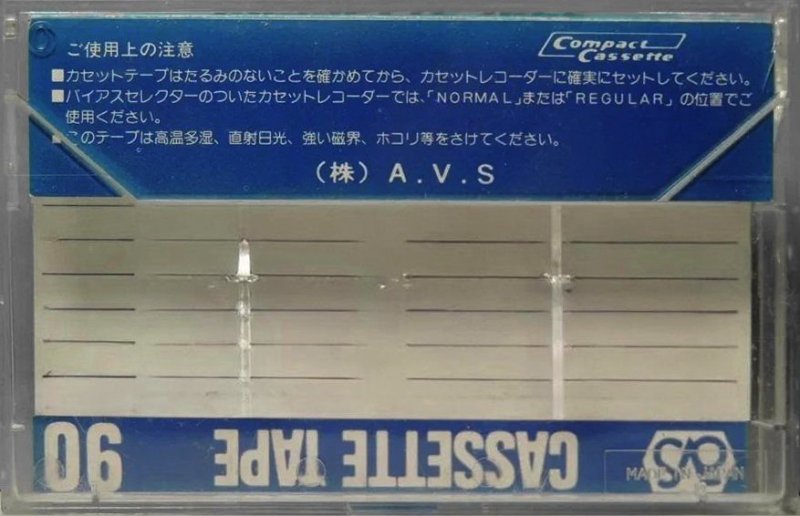 ご使用上の注意
Compact Cassette
■カセットテープはたるみのないことを確かめてから、カセットレコーダーに確実にセットしてください。
■バイアスセレクターのついたカセットレコーダーでは、「NORMAL」または「REGULAR」の位置でご
使用ください。
■このテープは高温多湿、直射日光、強い磁界、ホコリ等をさけてください。
(株) A.V.S
CASSETTE TAPE 90
MADE IN JAPAN